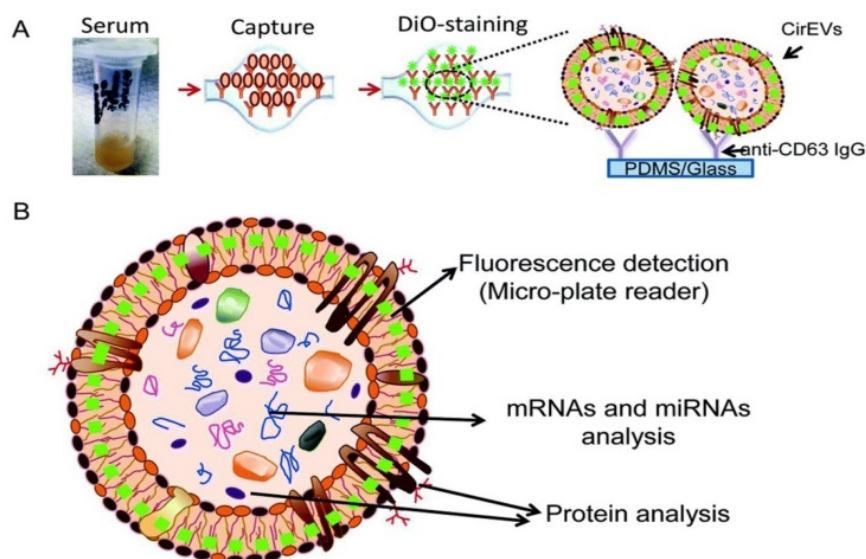 A
Serum
Capture
DiO-staining
CirEVs
anti-CD63 IgG
PDMS/Glass
B
Fluorescence detection
(Micro-plate reader)
mRNAs and miRNAs
analysis
Protein analysis